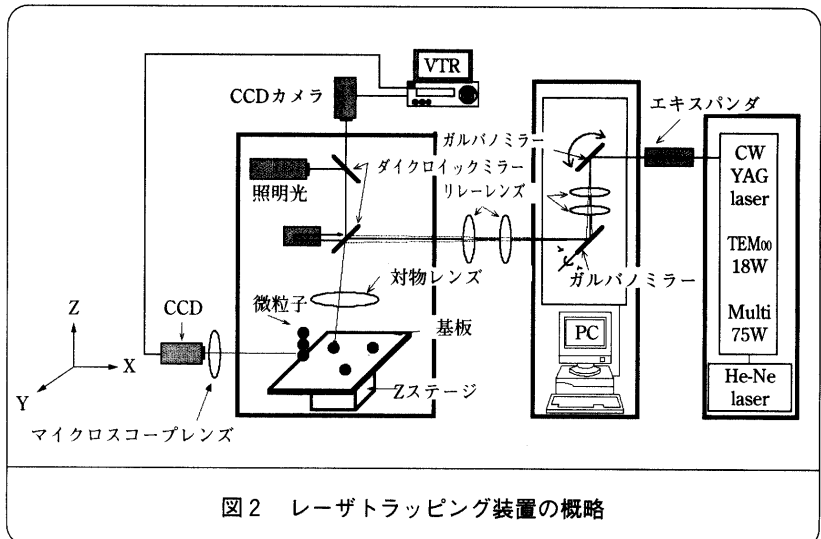 VTR
CCDカメラ
エキスパンダ
ガルバノミラー
ダイクロイックミラー
照明光
リレーレンズ
CW
YAG
laser
TEM₀₀
18W
Multi
75W
He-Ne
laser
ガルバノミラー
対物レンズ
微粒子
基板
CCD
PC
Z
X
Y
Zステージ
マイクロスコープレンズ
図2 レーザトラッピング装置の概略